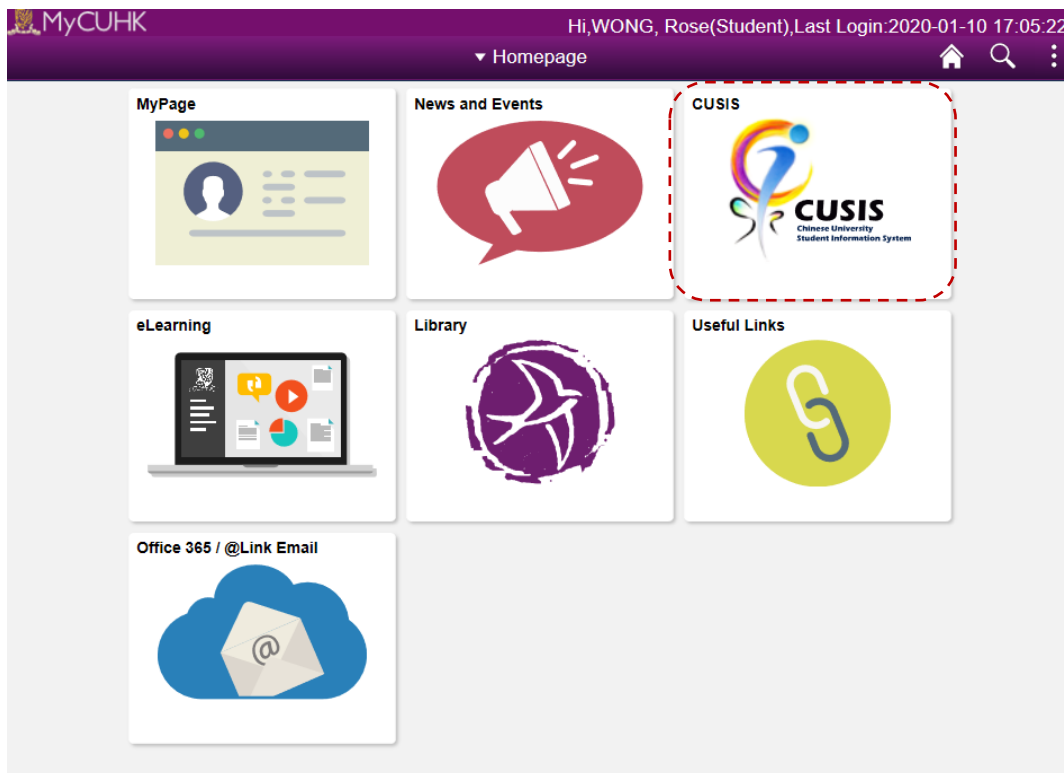 MyCUHK
Hi,WONG, Rose(Student),Last Login:2020-01-10 17:05:22
Homepage
MyPage
News and Events
CUSIS
CUSIS
Chinese University
Student Information System
eLearning
Library
Useful Links
Office 365 / @Link Email
@